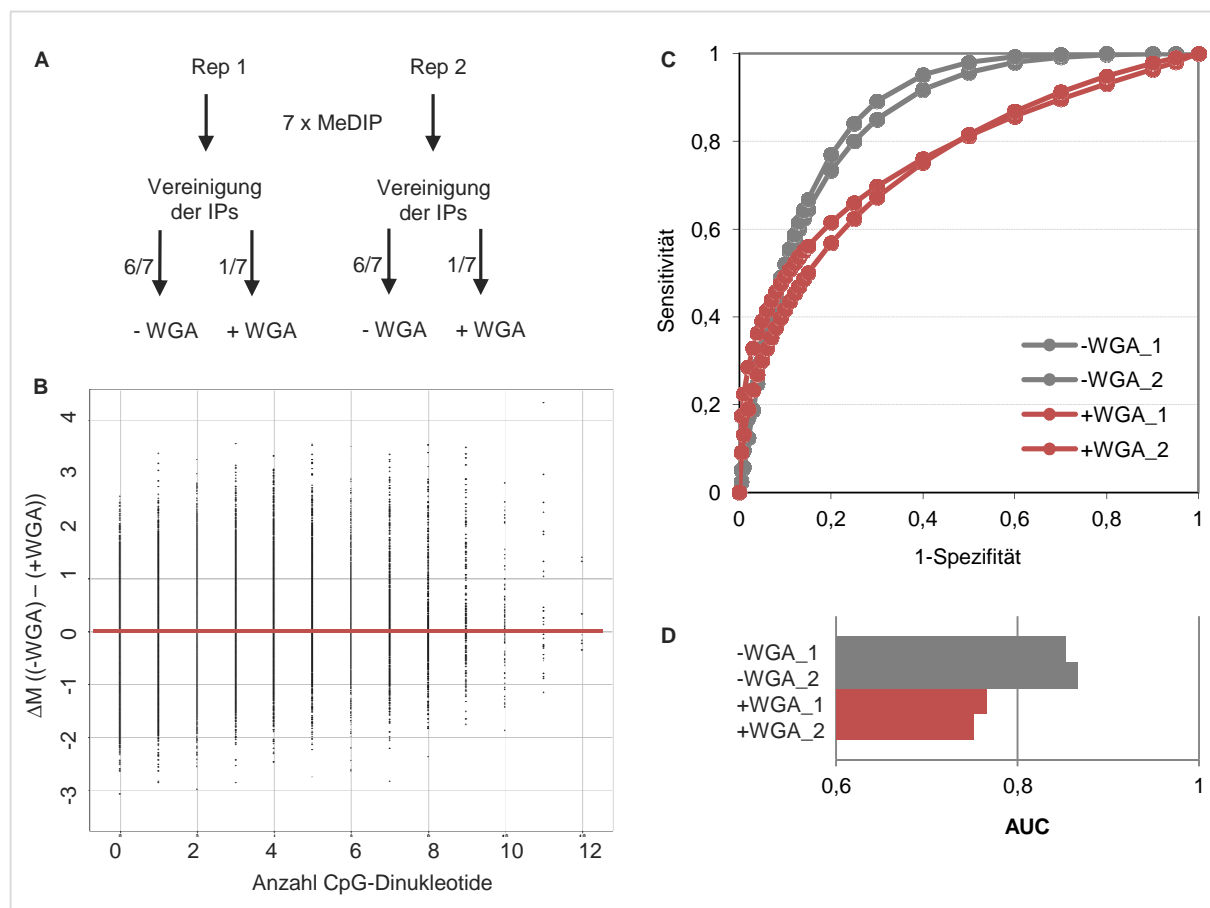 A
Rep 1 Rep 2
7 x MeDIP
Vereinigung der IPs
Vereinigung der IPs
6/7 1/7 6/7 1/7
- WGA + WGA - WGA + WGA
B
ΔM ((-WGA) – (+WGA))
4
3
2
1
0
-1
-2
-3
0 2 4 6 8 10 12
Anzahl CpG-Dinukleotide
C
Sensitivität
1
0,8
0,6
0,4
0,2
0
0 0,2 0,4 0,6 0,8 1
1-Spezifität
-WGA_1
-WGA_2
+WGA_1
+WGA_2
D
-WGA_1
-WGA_2
+WGA_1
+WGA_2
0,6 0,8 1
AUC